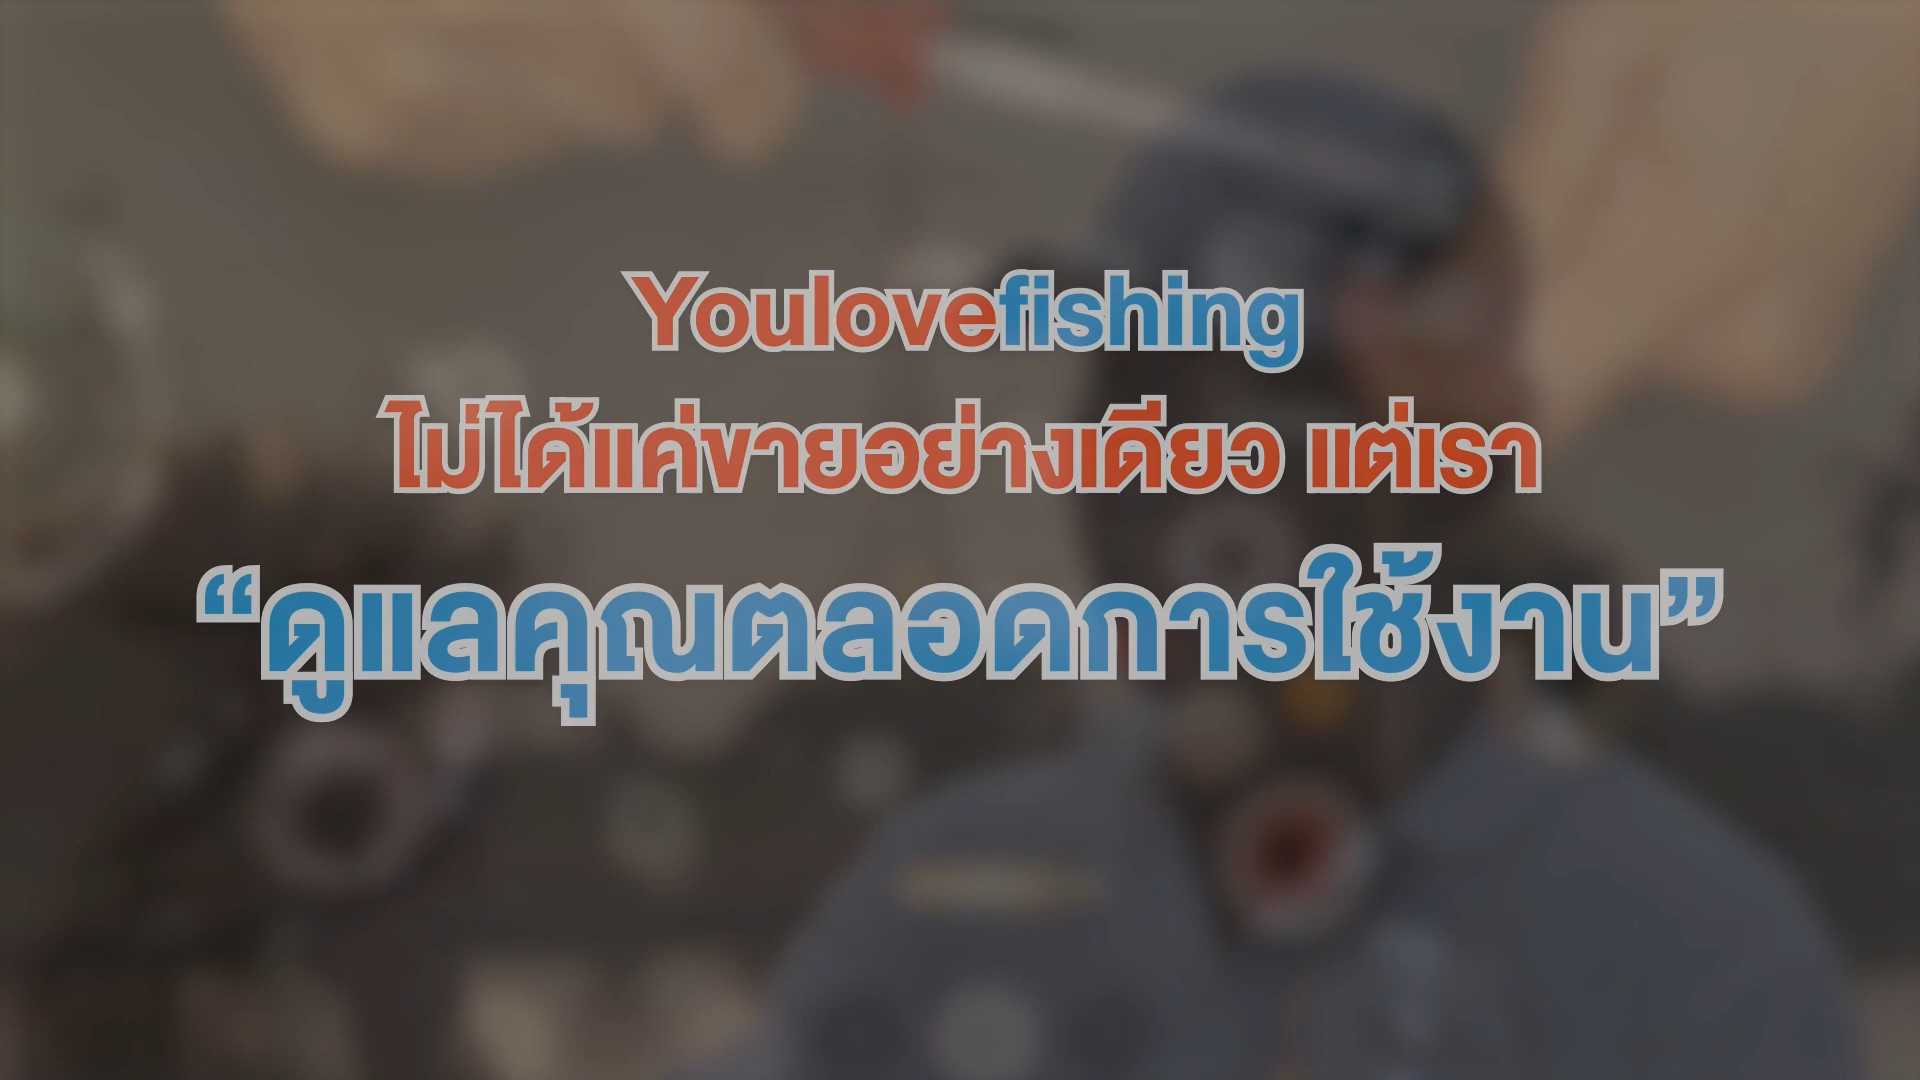 Youlovefishing
ไม่ได้แค่ขายอย่างเดียว แต่เรา
“ดูแลคุณตลอดการใช้งาน”